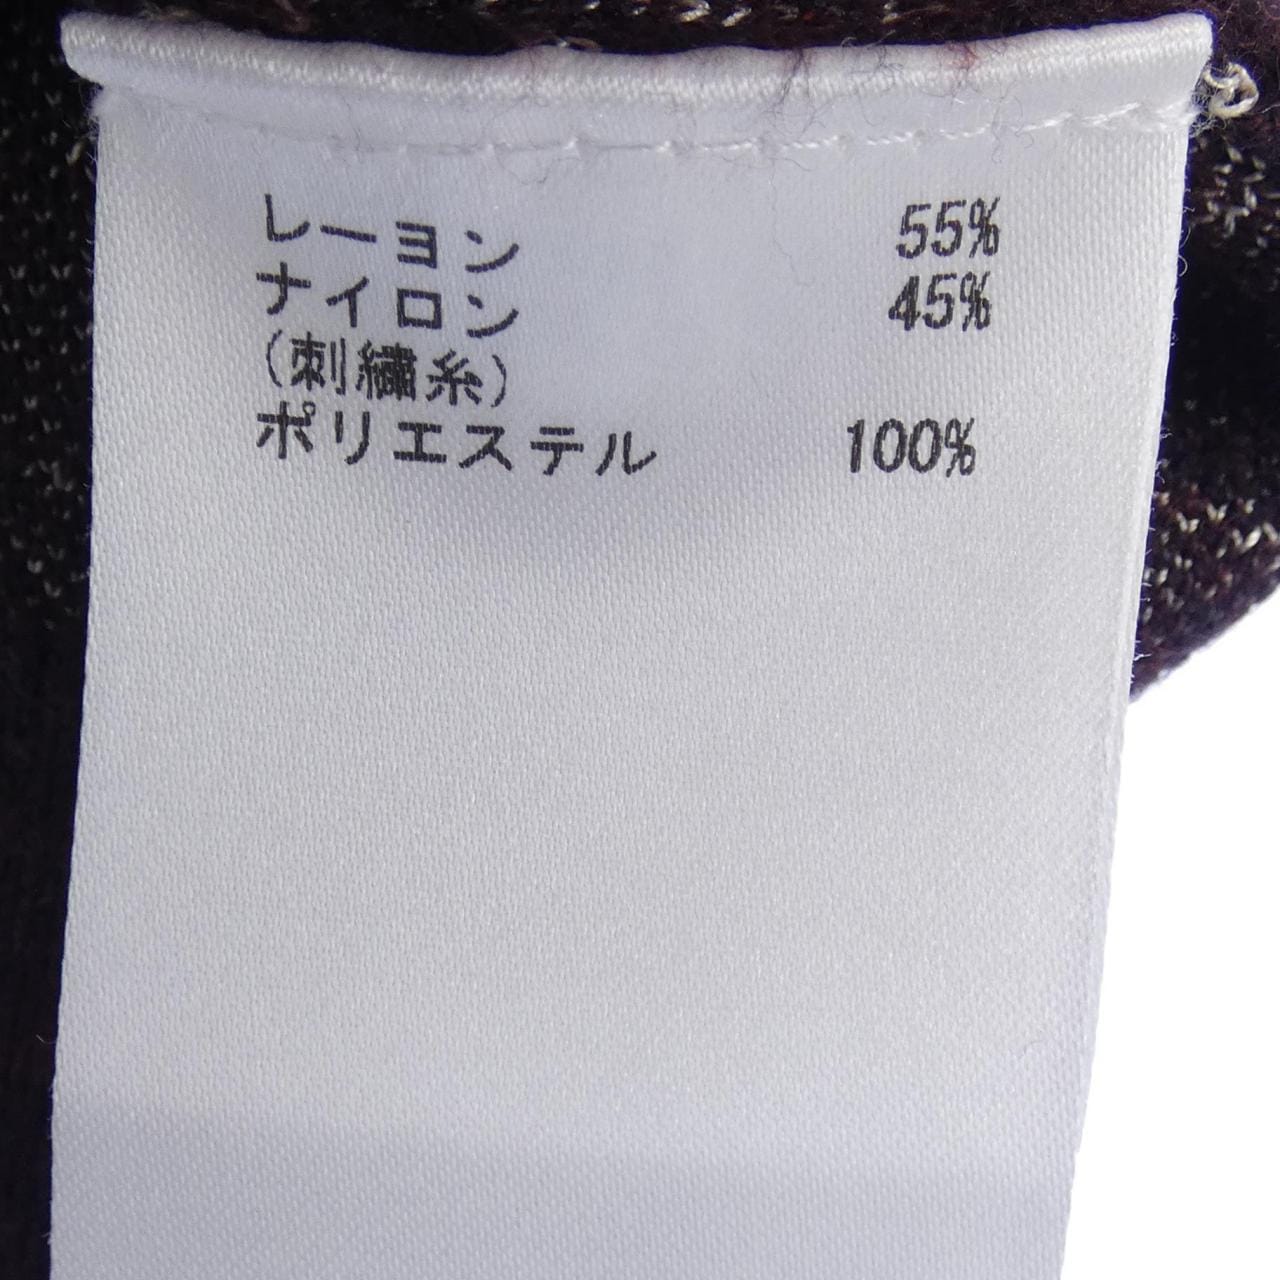 レーヨン 55%
ナイロン 45%
(刺繍糸)
ポリエステル 100%